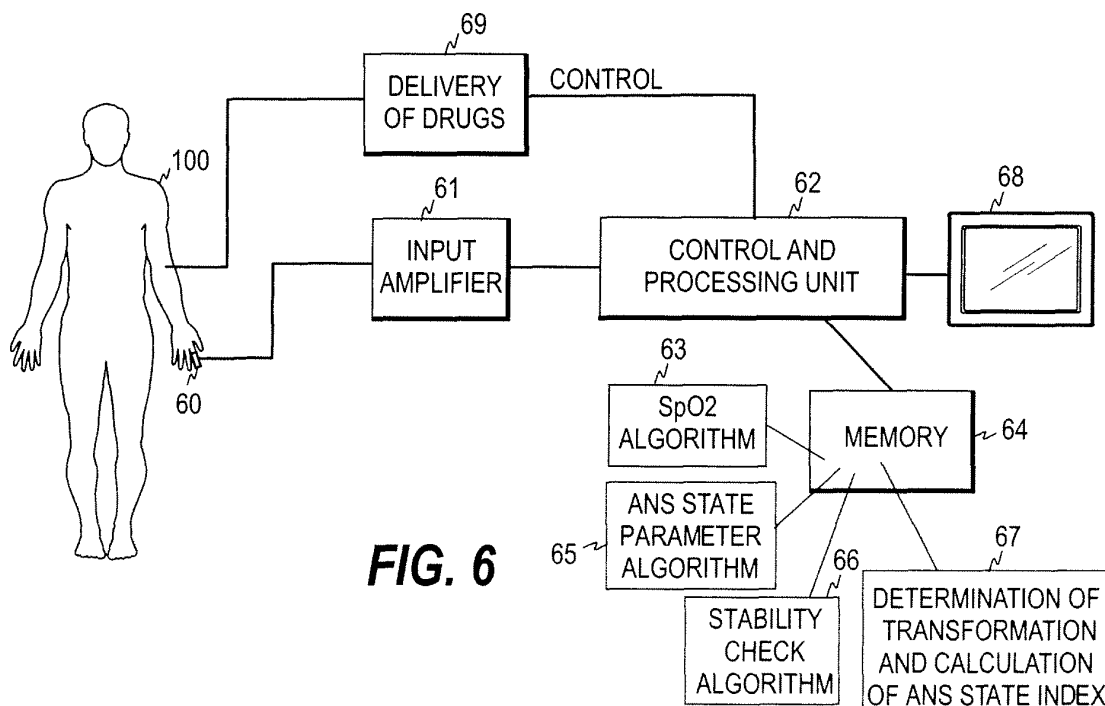 69
DELIVERY
OF DRUGS
CONTROL
100
61
INPUT
AMPLIFIER
62
CONTROL AND
PROCESSING UNIT
68
60
63
SpO2
ALGORITHM
MEMORY
64
ANS STATE
PARAMETER
ALGORITHM
65
66
STABILITY
CHECK
ALGORITHM
67
DETERMINATION OF
TRANSFORMATION
AND CALCULATION
OF ANS STATE INDEX
FIG. 6